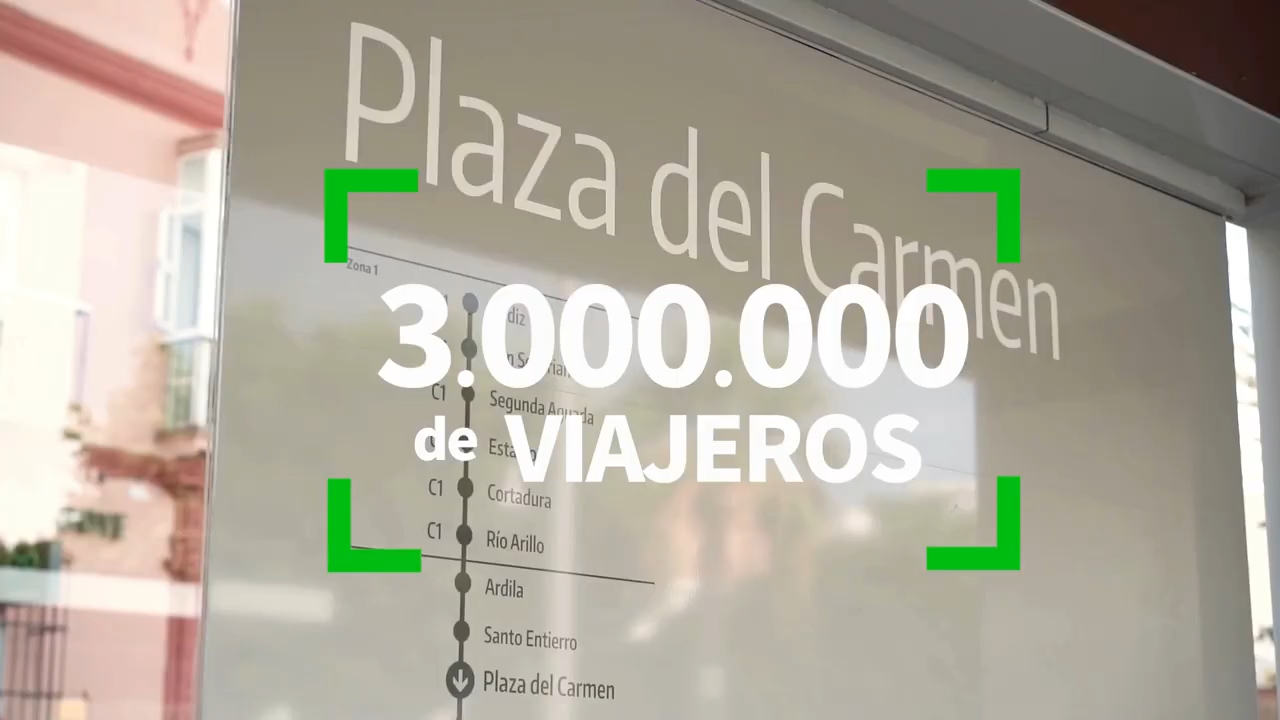 Plaza del Carmen
Zona 1
3.000.000
de VIAJEROS
C1 Segunda Aguada
C1 Cortadura
C1 Río Arillo
Ardila
Santo Entierro
Plaza del Carmen